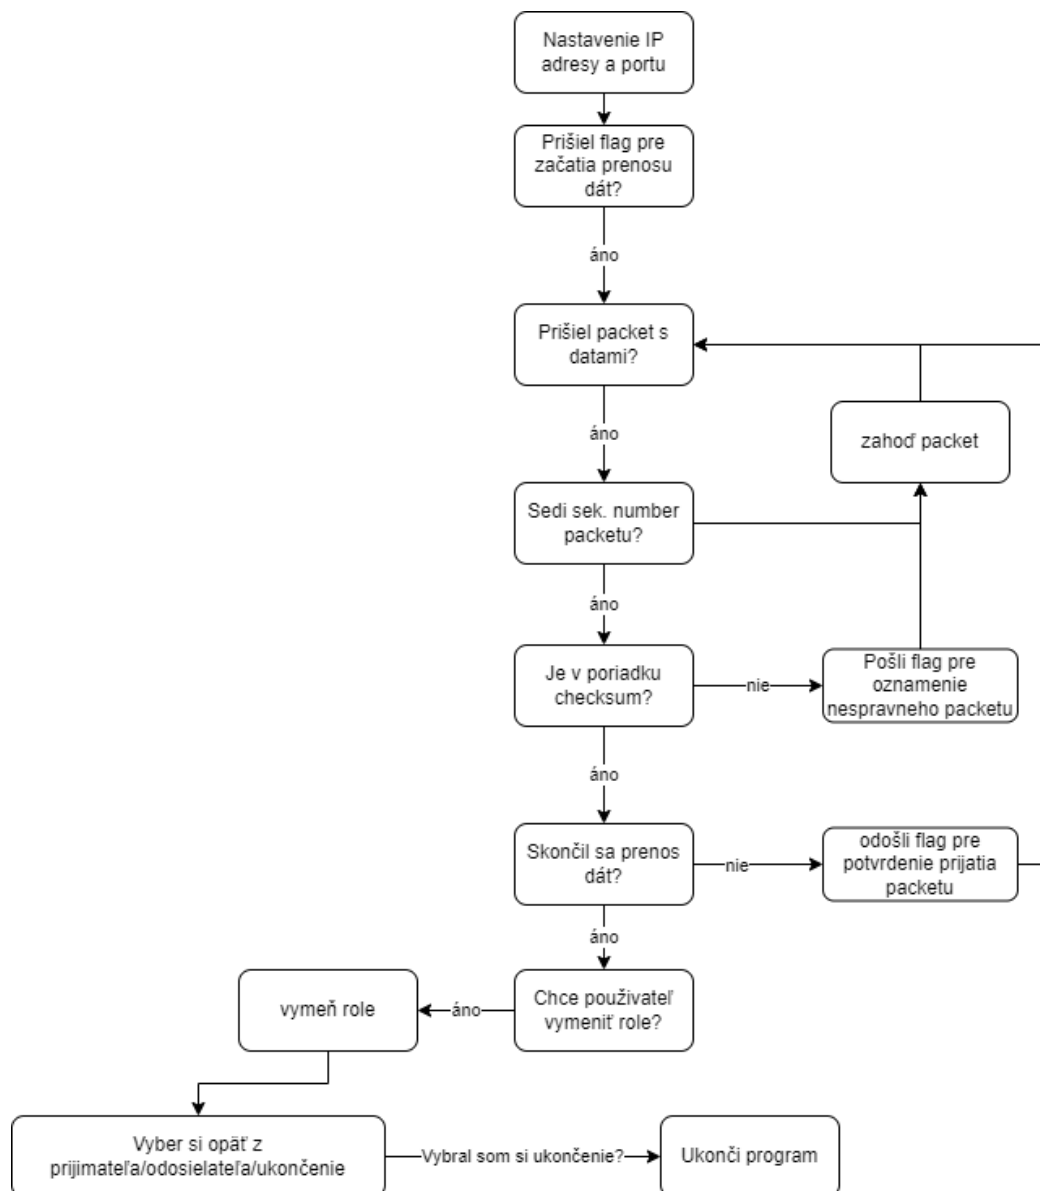 Nastavenie IP
adresy a portu
Prišiel flag pre
začatia prenosu
dát?
áno
Prišiel packet s
datami?
áno
zahoď packet
Sedi sek. number
packetu?
áno
Je v poriadku
checksum?
nie
Pošli flag pre
oznamenie
nespravneho packetu
áno
Skončil sa prenos
dát?
nie
odošli flag pre
potvrdenie prijatia
packetu
áno
Chce použivateľ
vymeniť role?
áno
vymeň role
Vyber si opäť z
prijimateľa/odosielateľa/ukončenie
Vybral som si ukončenie?
Ukonči program